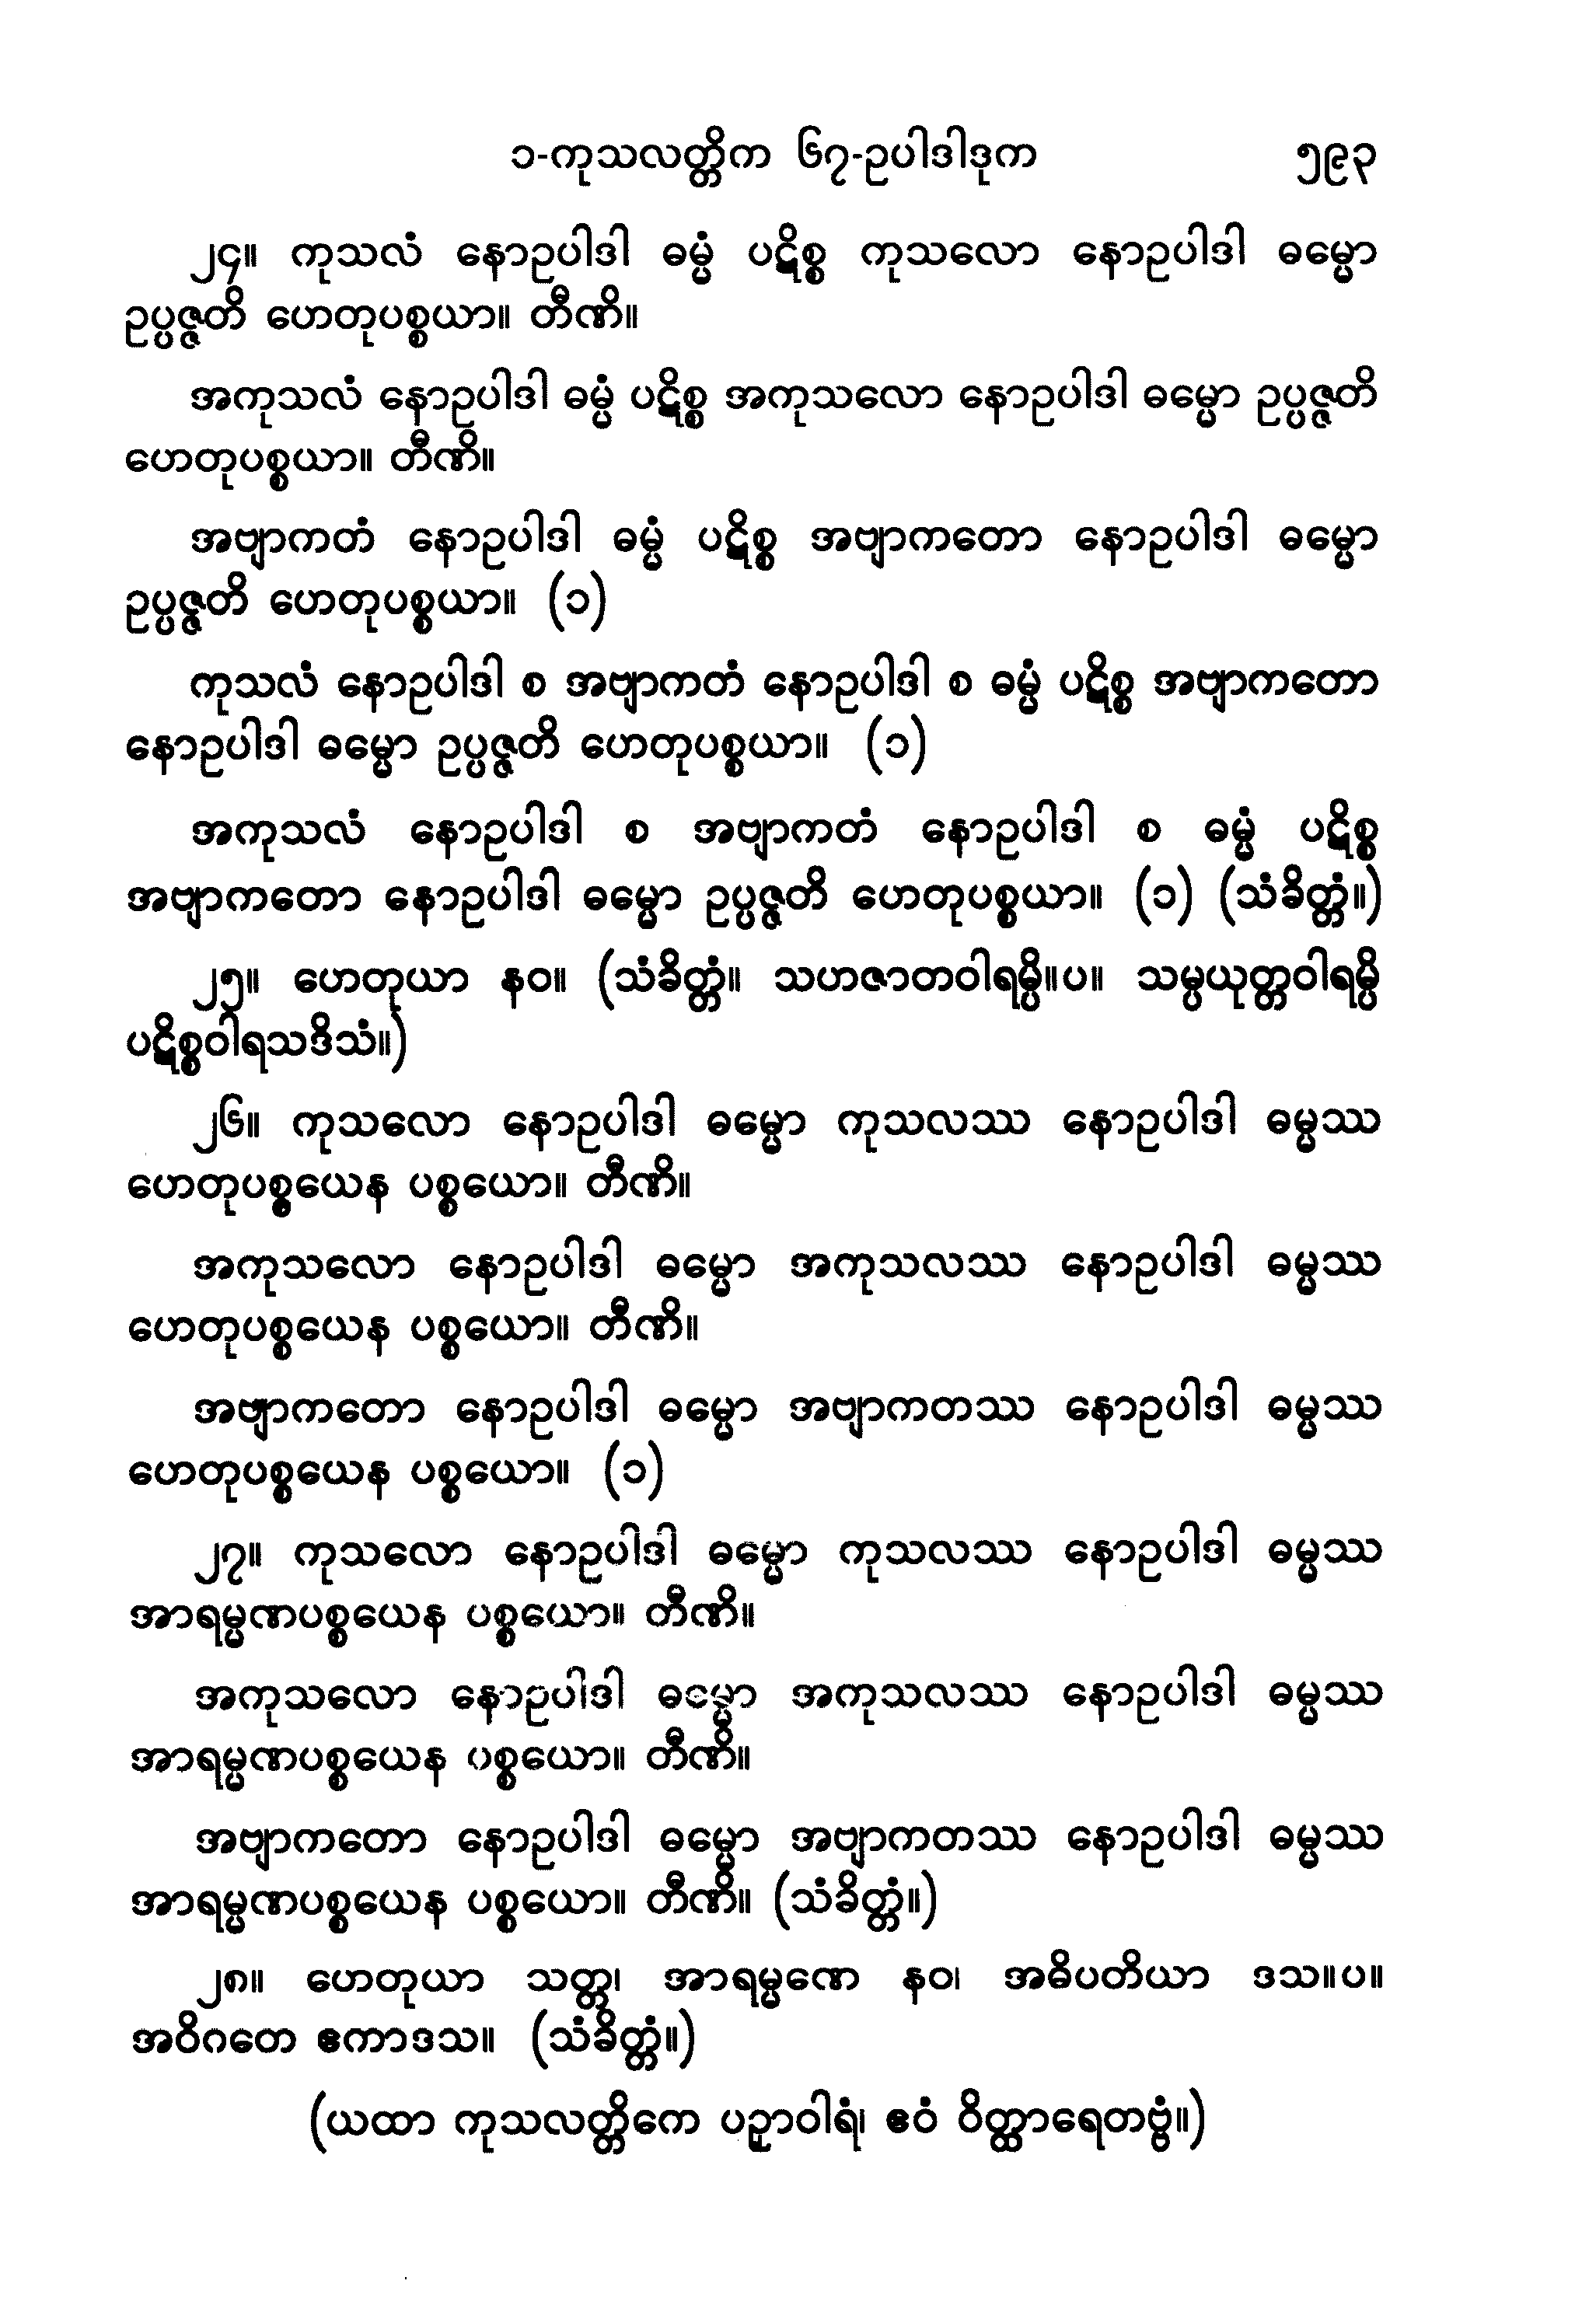 ၁-ကုသလတ္တိက ၆၇-ဥပါဒါဒုက ၅၉၃
၂၄။ ကုသလံ နောဥပါဒါ ဓမ္မံ ပဋိစ္စ ကုသလော နောဥပါဒါ ဓမ္မော
ဥပ္ပဇ္ဇတိ ဟေတုပစ္စယာ။ တီဏိ။
အကုသလံ နောဥပါဒါ ဓမ္မံ ပဋိစ္စ အကုသလော နောဥပါဒါ ဓမ္မော ဥပ္ပဇ္ဇတိ
ဟေတုပစ္စယာ။ တီဏိ။
အဗျာကတံ နောဥပါဒါ ဓမ္မံ ပဋိစ္စ အဗျာကတော နောဥပါဒါ ဓမ္မော
ဥပ္ပဇ္ဇတိ ဟေတုပစ္စယာ။ (၁)
ကုသလံ နောဥပါဒါ စ အဗျာကတံ နောဥပါဒါ စ ဓမ္မံ ပဋိစ္စ အဗျာကတော
နောဥပါဒါ ဓမ္မော ဥပ္ပဇ္ဇတိ ဟေတုပစ္စယာ။ (၁)
အကုသလံ နောဥပါဒါ စ အဗျာကတံ နောဥပါဒါ စ ဓမ္မံ ပဋိစ္စ
အဗျာကတော နောဥပါဒါ ဓမ္မော ဥပ္ပဇ္ဇတိ ဟေတုပစ္စယာ။ (၁) (သံခိတ္တံ။)
၂၅။ ဟေတုယာ နဝ။ (သံခိတ္တံ။ သဟဇာတဝါရမ္ပိ။ပ။ သမ္ပယုတ္တဝါရမ္ပိ
ပဋိစ္စဝါရသဒိသံ။)
၂၆။ ကုသလော နောဥပါဒါ ဓမ္မော ကုသလဿ နောဥပါဒါ ဓမ္မဿ
ဟေတုပစ္စယေန ပစ္စယော။ တီဏိ။
အကုသလော နောဥပါဒါ ဓမ္မော အကုသလဿ နောဥပါဒါ ဓမ္မဿ
ဟေတုပစ္စယေန ပစ္စယော။ တီဏိ။
အဗျာကတော နောဥပါဒါ ဓမ္မော အဗျာကတဿ နောဥပါဒါ ဓမ္မဿ
ဟေတုပစ္စယေန ပစ္စယော။ (၁)
၂၇။ ကုသလော နောဥပါဒါ ဓမ္မော ကုသလဿ နောဥပါဒါ ဓမ္မဿ
အာရမ္မဏပစ္စယေန ပစ္စယော။ တီဏိ။
အကုသလော နောဥပါဒါ ဓမ္မော အကုသလဿ နောဥပါဒါ ဓမ္မဿ
အာရမ္မဏပစ္စယေန ပစ္စယော။ တီဏိ။
အဗျာကတော နောဥပါဒါ ဓမ္မော အဗျာကတဿ နောဥပါဒါ ဓမ္မဿ
အာရမ္မဏပစ္စယေန ပစ္စယော။ တီဏိ။ (သံခိတ္တံ။)
၂၈။ ဟေတုယာ သတ္တ၊ အာရမ္မဏေ နဝ၊ အဓိပတိယာ ဒသ။ပ။
အဝိဂတေ ဧကာဒသ။ (သံခိတ္တံ။)
(ယထာ ကုသလတ္တိကေ ပဉှာဝါရံ၊ ဧဝံ ဝိတ္ထာရေတဗ္ဗံ။)